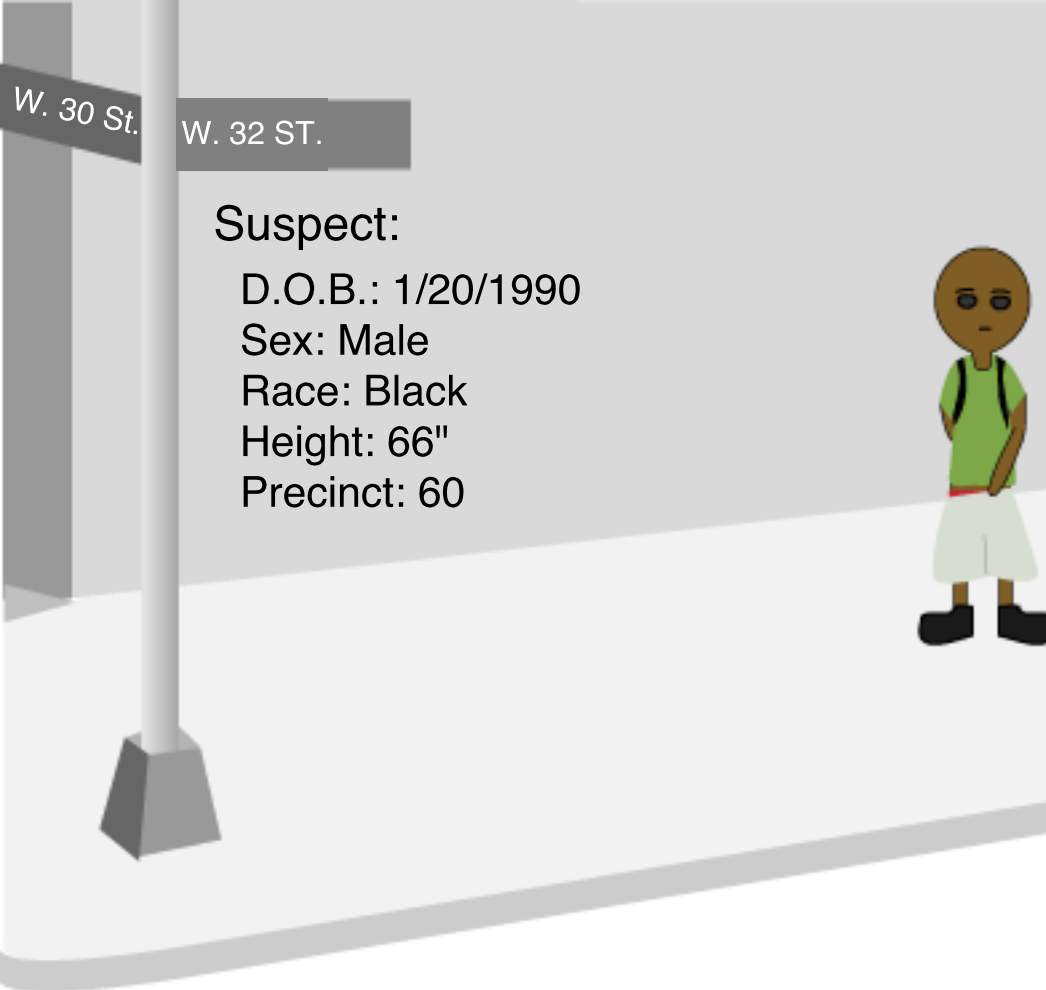 W. 30 St.
W. 32 ST.
Suspect:
D.O.B.: 1/20/1990
Sex: Male
Race: Black
Height: 66"
Precinct: 60